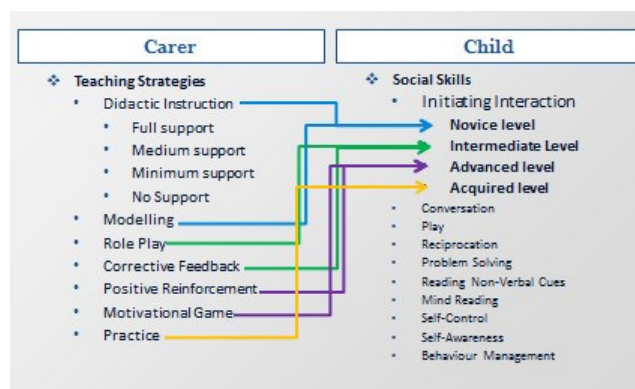 Carer
Teaching Strategies
Didactic Instruction
Full support
Medium support
Minimum support
No Support
Modelling
Role Play
Corrective Feedback
Positive Reinforcement
Motivational Game
Practice
Child
Social Skills
Initiating Interaction
Novice level
Intermediate Level
Advanced level
Acquired level
Conversation
Play
Reciprocation
Problem Solving
Reading Non-Verbal Cues
Mind Reading
Self-Control
Self-Awareness
Behaviour Management